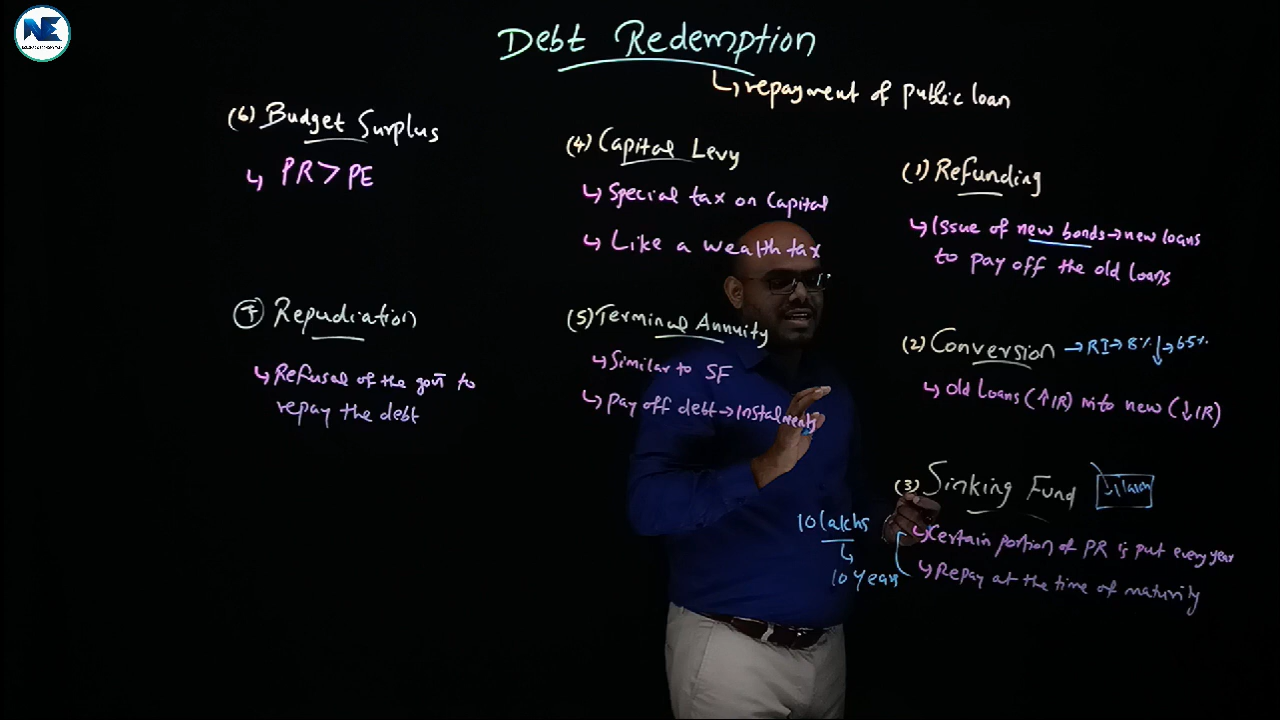 NE
Debt Redemption
↳ repayment of public loan
(6) Budget Surplus
↳ PR > PE
(7) Repudiation
↳ Refusal of the govt to
repay the debt
(4) Capital Levy
↳ Special tax on Capital
↳ Like a wealth tax
(5) Terminal Annuity
↳ Similar to SF
↳ Pay off debt → Instalments
(1) Refunding
↳ Issue of new bonds → new loans
to pay off the old loans
(2) Conversion → RI → 8% ↓ → 6.5%
↳ Old Loans (↑ IR) into new (↓ IR)
(3) Sinking Fund
10 lakhs
↳
10 years
↳ Certain portion of PR is put every year
↳ Repay at the time of maturity